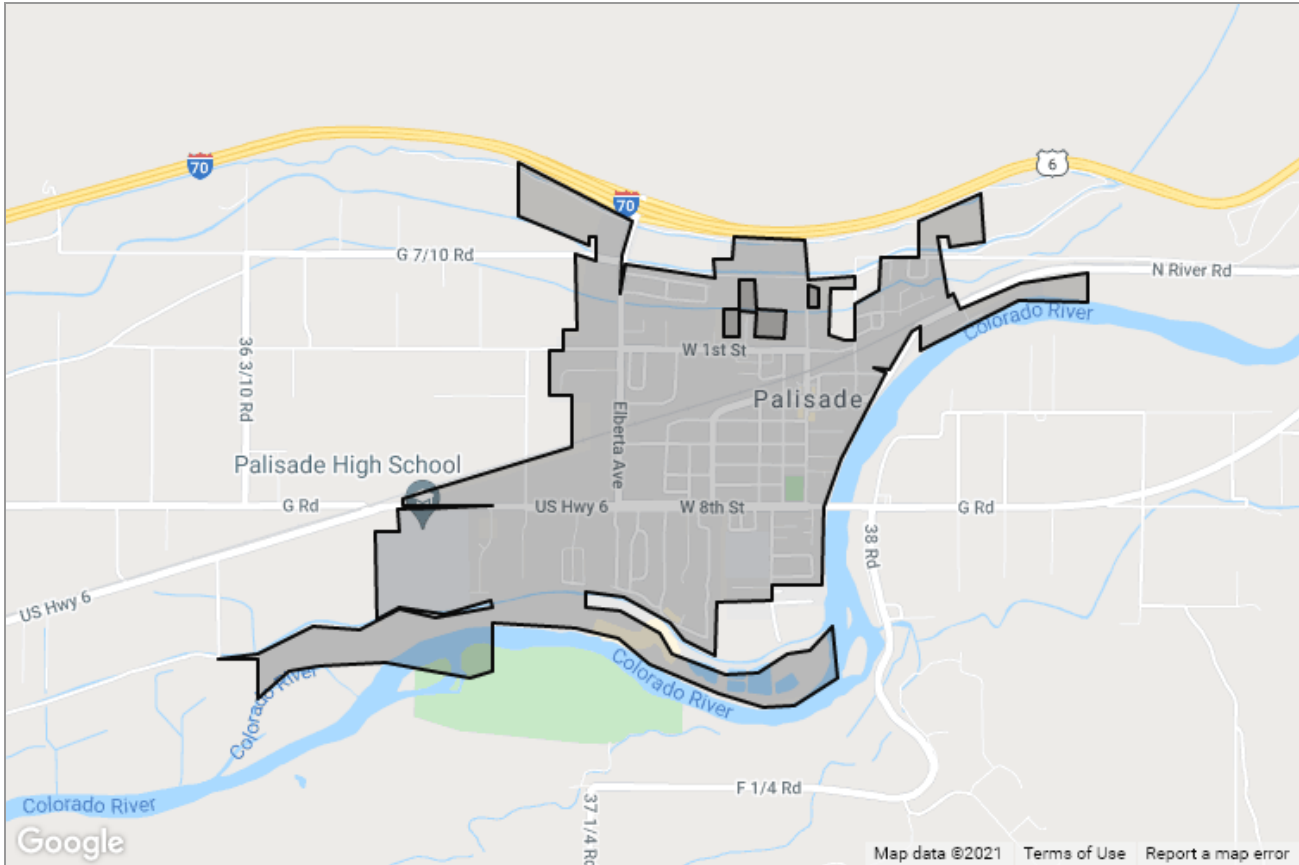 70
6
70
G 7/10 Rd
N River Rd
Colorado River
36 3/10 Rd
W 1st St
Palisade
Elberta Ave
Palisade High School
G Rd
US Hwy 6
W 8th St
G Rd
38 Rd
US Hwy 6
Colorado River
Colorado River
Colorado River
F 1/4 Rd
37 1/4 Rd
Google
Map data ©2021
Terms of Use
Report a map error